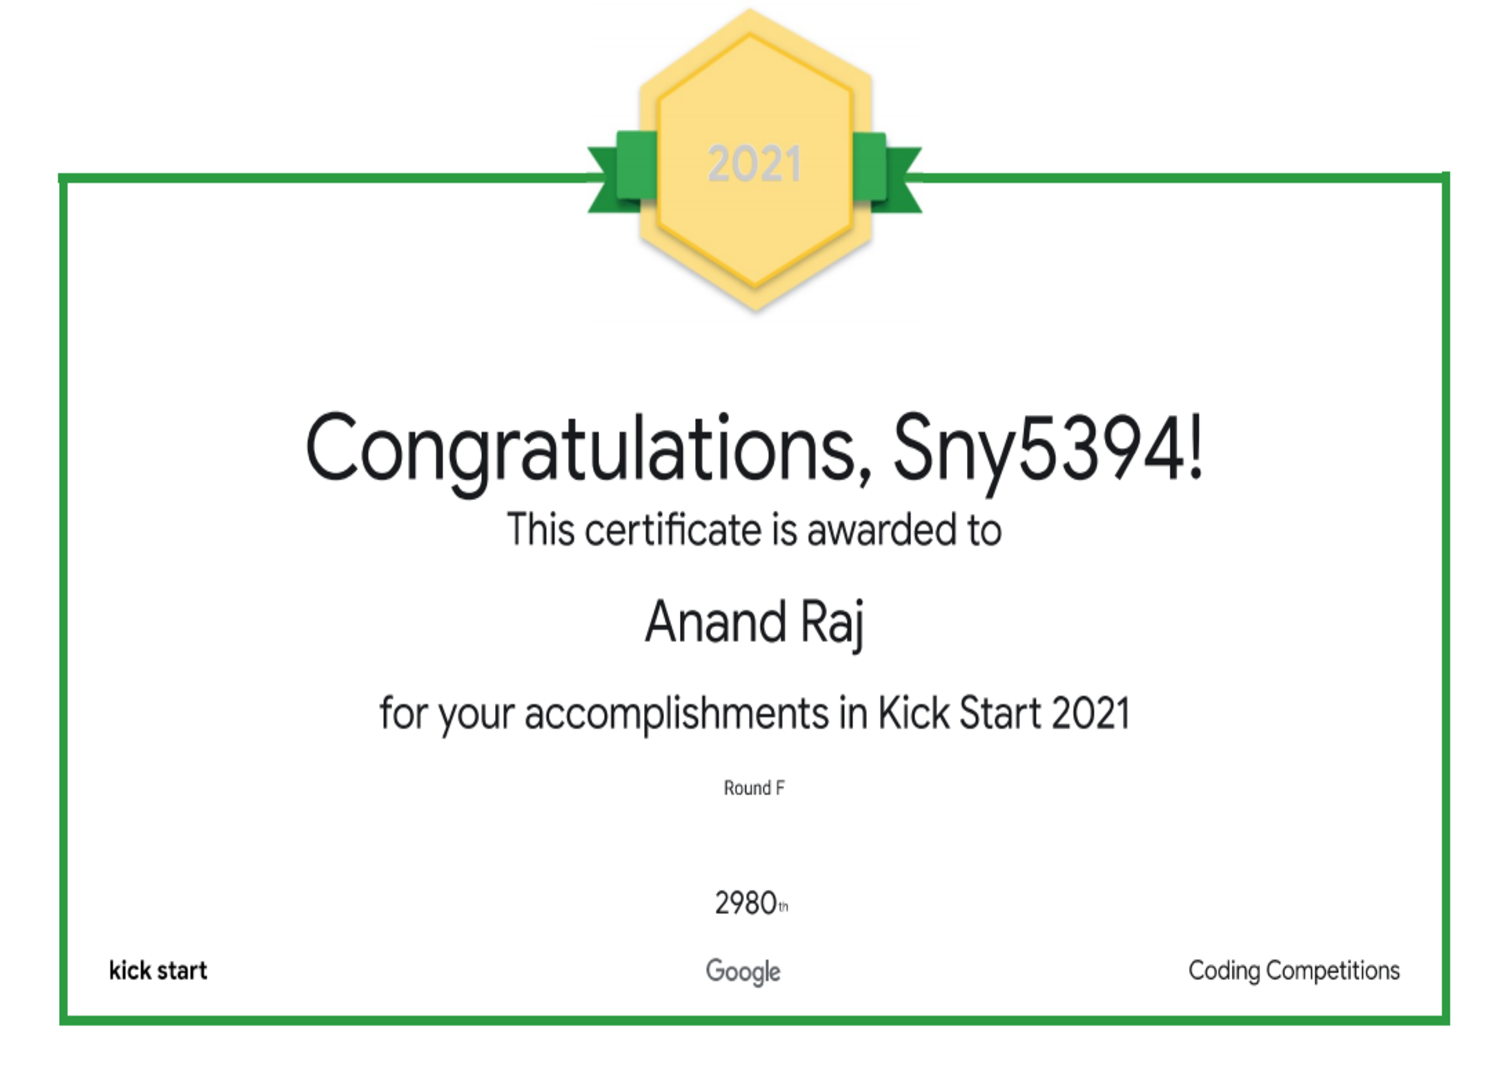 2021
Congratulations, Sny5394!
This certificate is awarded to
Anand Raj
for your accomplishments in Kick Start 2021
Round F
2980th
kick start
Google
Coding Competitions